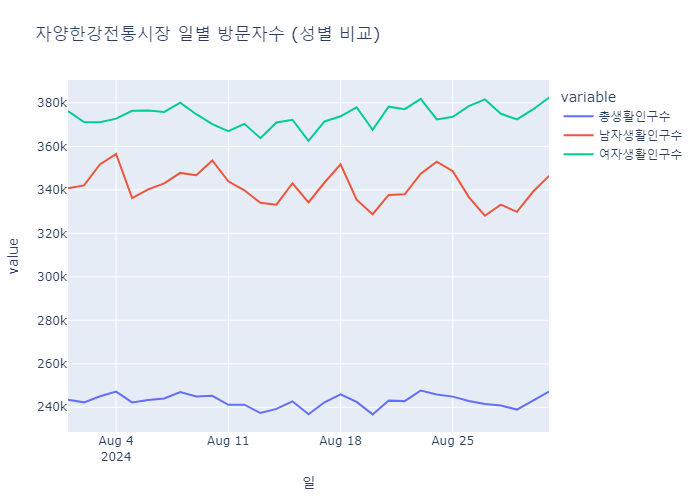 자양한강전통시장 일별 방문자수 (성별 비교)
variable
총생활인구수
남자생활인구수
여자생활인구수
value
380k
360k
340k
320k
300k
280k
260k
240k
Aug 4
2024
Aug 11
Aug 18
Aug 25
일